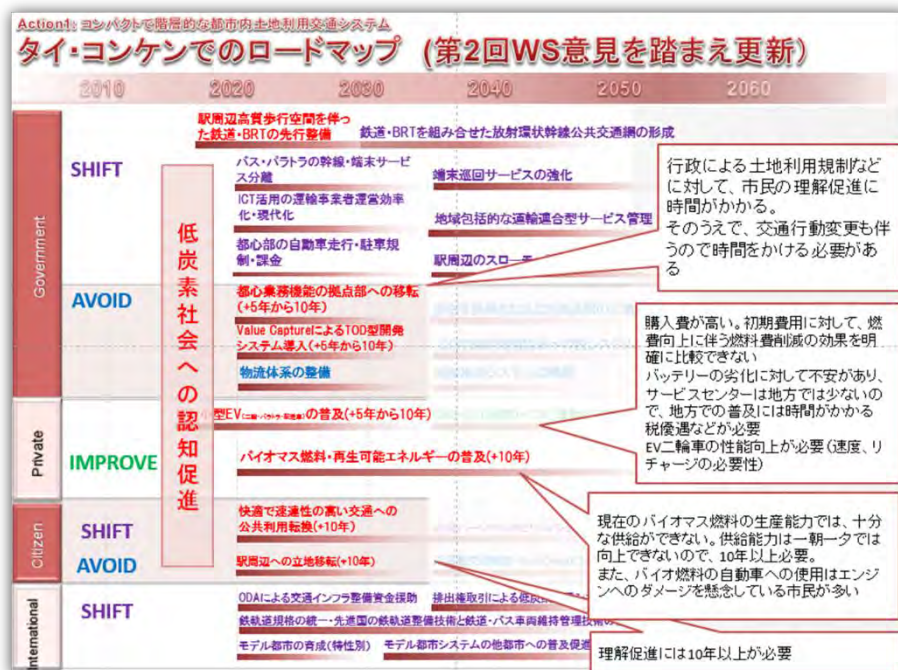 Action1: コンパクトで階層的な都市内土地利用交通システム
タイ・コンケンでのロードマップ (第2回WS意見を踏まえ更新)
2010 2020 2030 2040 2050 2060
Government
SHIFT
駅周辺高質歩行空間を伴っ
た鉄道・BRTの先行整備
鉄道・BRTを組み合せた放射環状幹線公共交通網の形成
バス・パラトラの幹線・端末サービ
ス分離
端末巡回サービスの強化
ICT活用の運輸事業者運営効率
化・現代化
地域包括的な運輸連合型サービス管理
都心部の自動車走行・駐車規
制・課金
駅周辺のスロー
低炭素社会への認知促進
AVOID
都心業務機能の拠点部への移転
(+5年から10年)
Value CaptureによるTOD型開発
システム導入(+5年から10年)
物流体系の整備
Private
小型EV
の普及(+5年から10年)
IMPROVE
バイオマス燃料・再生可能エネルギーの普及(+10年)
Citizen
SHIFT
快適で速達性の高い交通への
公共利用転換(+10年)
AVOID
駅周辺への立地移転(+10年)
International
SHIFT
ODAによる交通インフラ整備資金援助
排出権取引による低炭
鉄軌道規格の統一・先進国の鉄軌道整備技術と鉄道・バス車両維持管理技術の
モデル都市の育成(特性別)
モデル都市システムの他都市への普及促進
行政による土地利用規制など
に対して、市民の理解促進に
時間がかかる。
そのうえで、交通行動変更も伴
うので時間をかける必要があ
る
購入費が高い。初期費用に対して、燃
費向上に伴う燃料費削減の効果を明
確に比較できない
バッテリーの劣化に対して不安があり、
サービスセンターは地方では少ないの
で、地方での普及には時間がかかる
税優遇などが必要
EV二輪車の性能向上が必要(速度、リ
チャージの必要性)
現在のバイオマス燃料の生産能力では、十分
な供給ができない。供給能力は一朝一夕では
向上できないので、10年以上必要。
また、バイオ燃料の自動車への使用はエンジ
ンへのダメージを懸念している市民が多い
理解促進には10年以上が必要